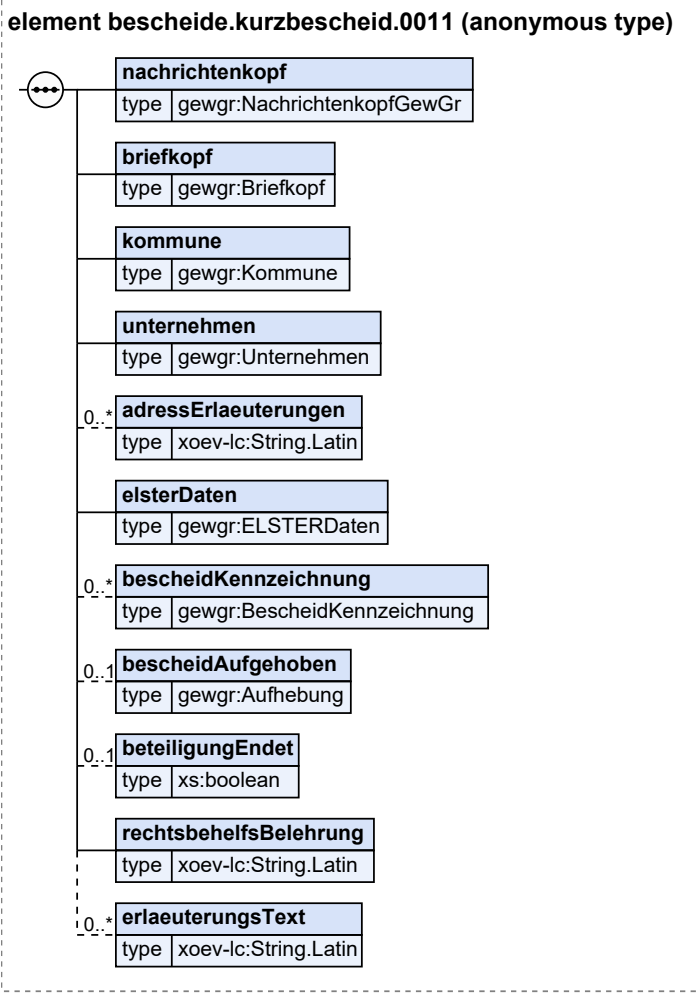 element bescheide.kurzbescheid.0011 (anonymous type)
nachrichtenkopf
type gewgr:NachrichtenkopfGewGr
briefkopf
type gewgr:Briefkopf
kommune
type gewgr:Kommune
unternehmen
type gewgr:Unternehmen
0..* adressErlaeuterungen
type xoev-lc:String.Latin
elsterDaten
type gewgr:ELSTERDaten
0..* bescheidKennzeichnung
type gewgr:BescheidKennzeichnung
0..1 bescheidAufgehoben
type gewgr:Aufhebung
0..1 beteiligungEndet
type xs:boolean
rechtsbehelfsBelehrung
type xoev-lc:String.Latin
0..* erlaeuterungsText
type xoev-lc:String.Latin